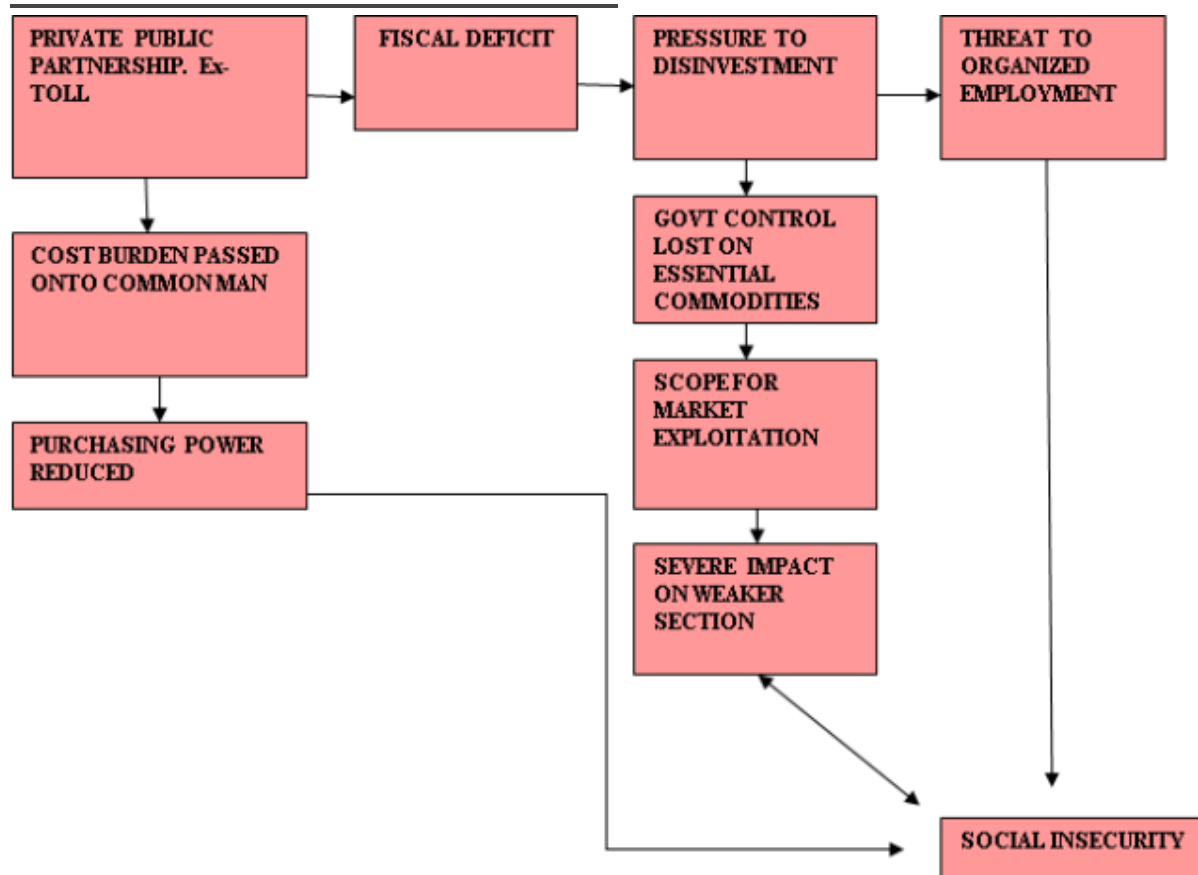 PRIVATE PUBLIC
PARTNERSHIP. Ex-
TOLL
FISCAL DEFICIT
PRESSURE TO
DISINVESTMENT
THREAT TO
ORGANIZED
EMPLOYMENT
COST BURDEN PASSED
ONTO COMMON MAN
GOVT CONTROL
LOST ON
ESSENTIAL
COMMODITIES
SCOPE FOR
MARKET
EXPLOITATION
PURCHASING POWER
REDUCED
SEVERE IMPACT
ON WEAKER
SECTION
SOCIAL INSECURITY